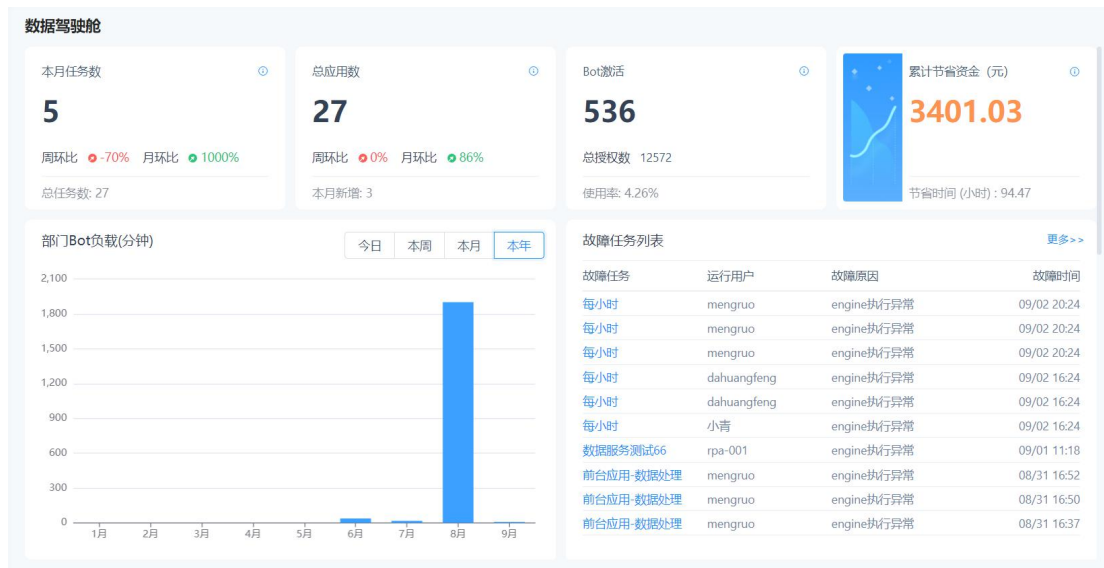 数据驾驶舱
本月任务数
5
周环比 -70% 月环比 1000%
总任务数: 27
总应用数
27
周环比 0% 月环比 86%
本月新增: 3
Bot激活
536
总授权数 12572
使用率: 4.26%
累计节省资金（元）
3401.03
节省时间 (小时) : 94.47
部门Bot负载(分钟)
今日 本周 本月 本年
2,100
1,800
1,500
1,200
900
600
300
0
1月 2月 3月 4月 5月 6月 7月 8月 9月
故障任务列表 更多>>
故障任务 运行用户 故障原因 故障时间
每小时 mengruo engine执行异常 09/02 20:24
每小时 mengruo engine执行异常 09/02 20:24
每小时 mengruo engine执行异常 09/02 20:24
每小时 dahuangfeng engine执行异常 09/02 16:24
每小时 dahuangfeng engine执行异常 09/02 16:24
每小时 小青 engine执行异常 09/02 16:24
数据服务测试66 rpa-001 engine执行异常 09/01 11:18
前台应用-数据处理 mengruo engine执行异常 08/31 16:52
前台应用-数据处理 mengruo engine执行异常 08/31 16:50
前台应用-数据处理 mengruo engine执行异常 08/31 16:37